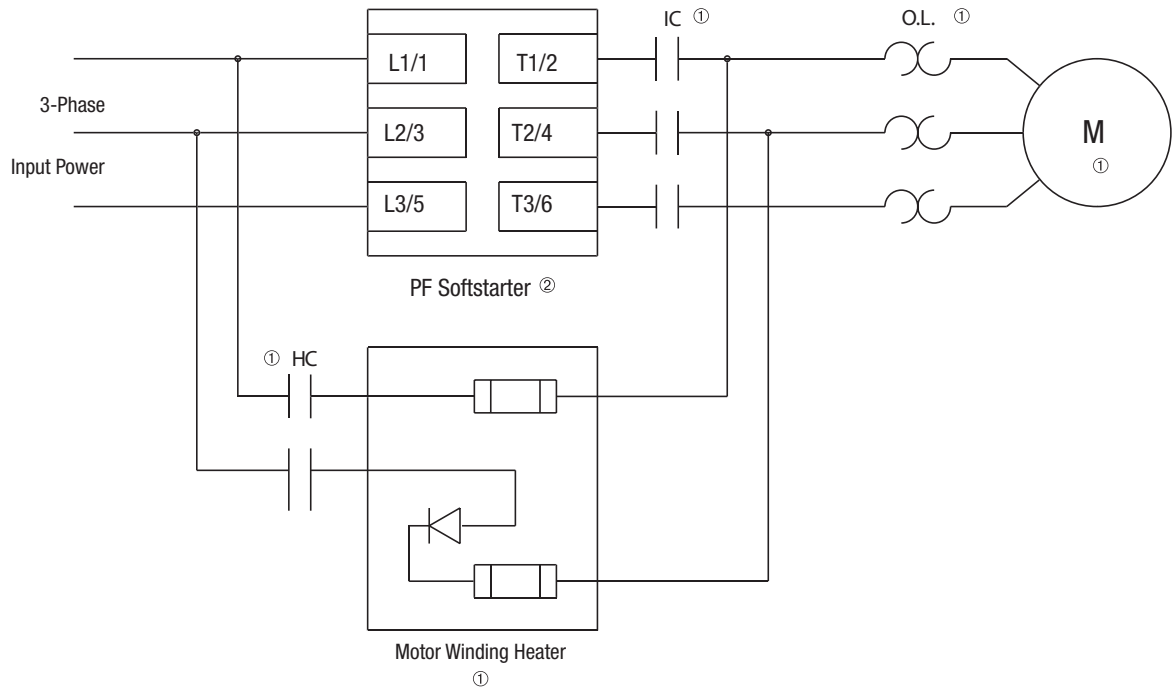 IC ①
O.L. ①
L1/1
T1/2
3-Phase
L2/3
T2/4
M
①
Input Power
L3/5
T3/6
PF Softstarter ②
① HC
Motor Winding Heater
①